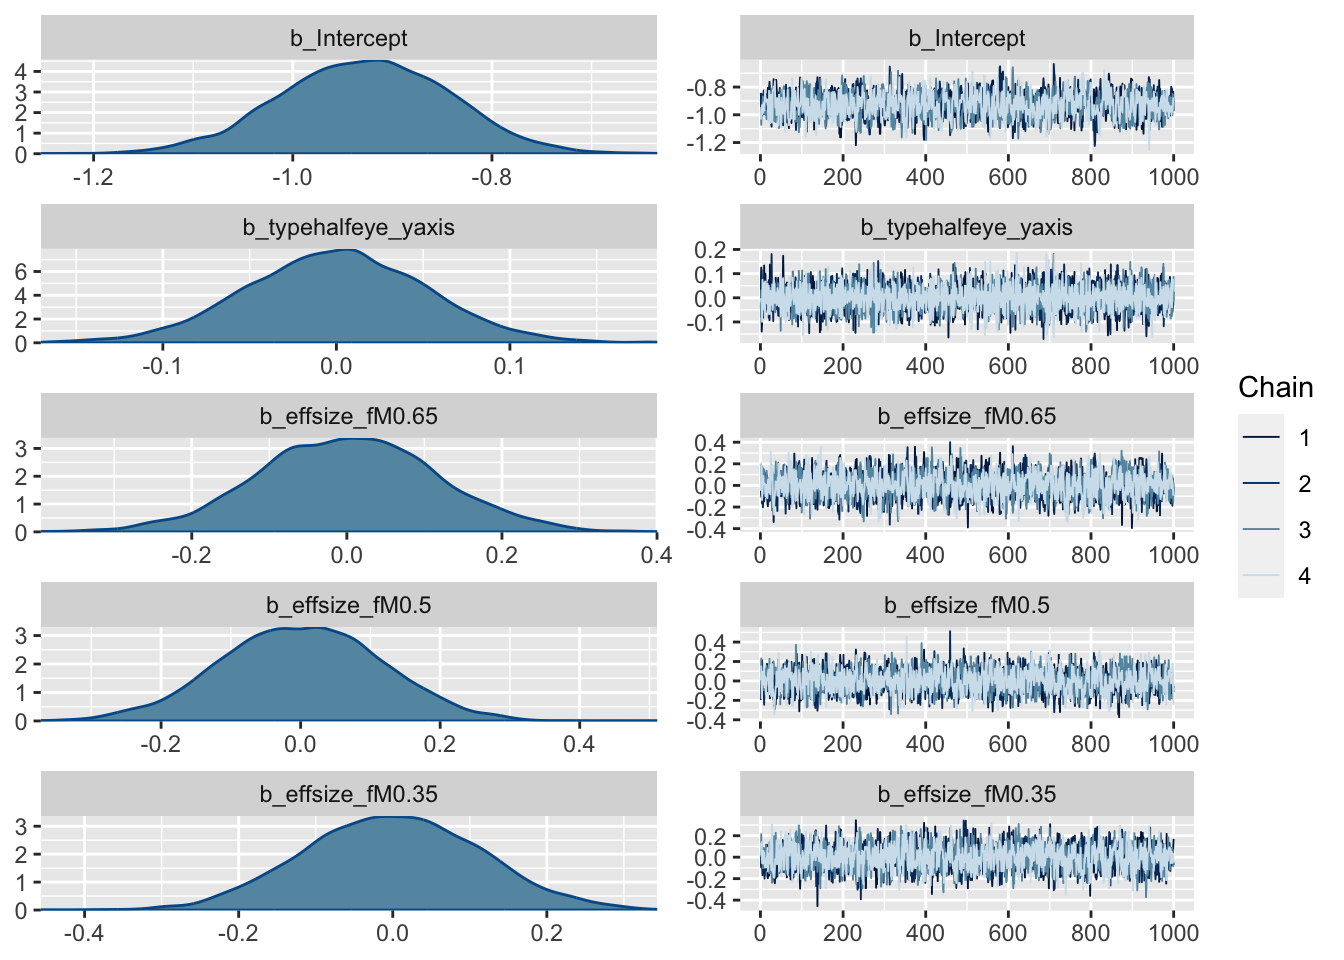 b_Intercept
4
3
2
1
0
-1.2 -1.0 -0.8
b_Intercept
-0.8
-1.0
-1.2
0 200 400 600 800 1000
b_typehalfeye_yaxis
6
4
2
0
-0.1 0.0 0.1
b_typehalfeye_yaxis
0.2
0.1
0.0
-0.1
0 200 400 600 800 1000
b_effsize_fM0.65
3
2
1
0
-0.2 0.0 0.2 0.4
b_effsize_fM0.65
0.4
0.2
0.0
-0.2
-0.4
0 200 400 600 800 1000
b_effsize_fM0.5
3
2
1
0
-0.2 0.0 0.2 0.4
b_effsize_fM0.5
0.4
0.2
0.0
-0.2
-0.4
0 200 400 600 800 1000
b_effsize_fM0.35
3
2
1
0
-0.4 -0.2 0.0 0.2
b_effsize_fM0.35
0.2
0.0
-0.2
-0.4
0 200 400 600 800 1000
Chain
1
2
3
4